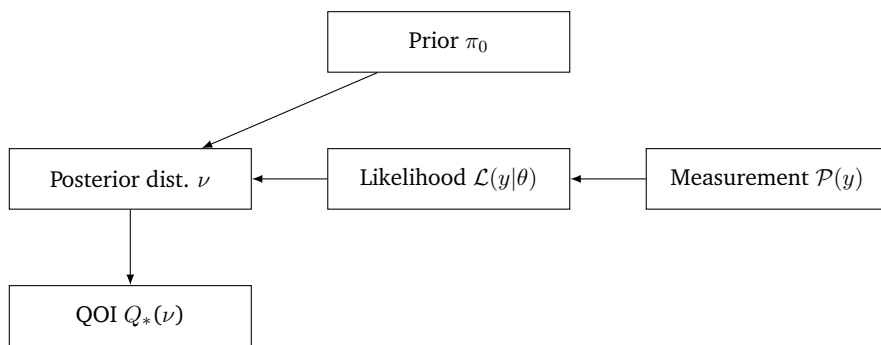 Prior π₀
Posterior dist. ν
Likelihood ℒ(y|θ)
Measurement 𝒫(y)
QOI Q∗(ν)